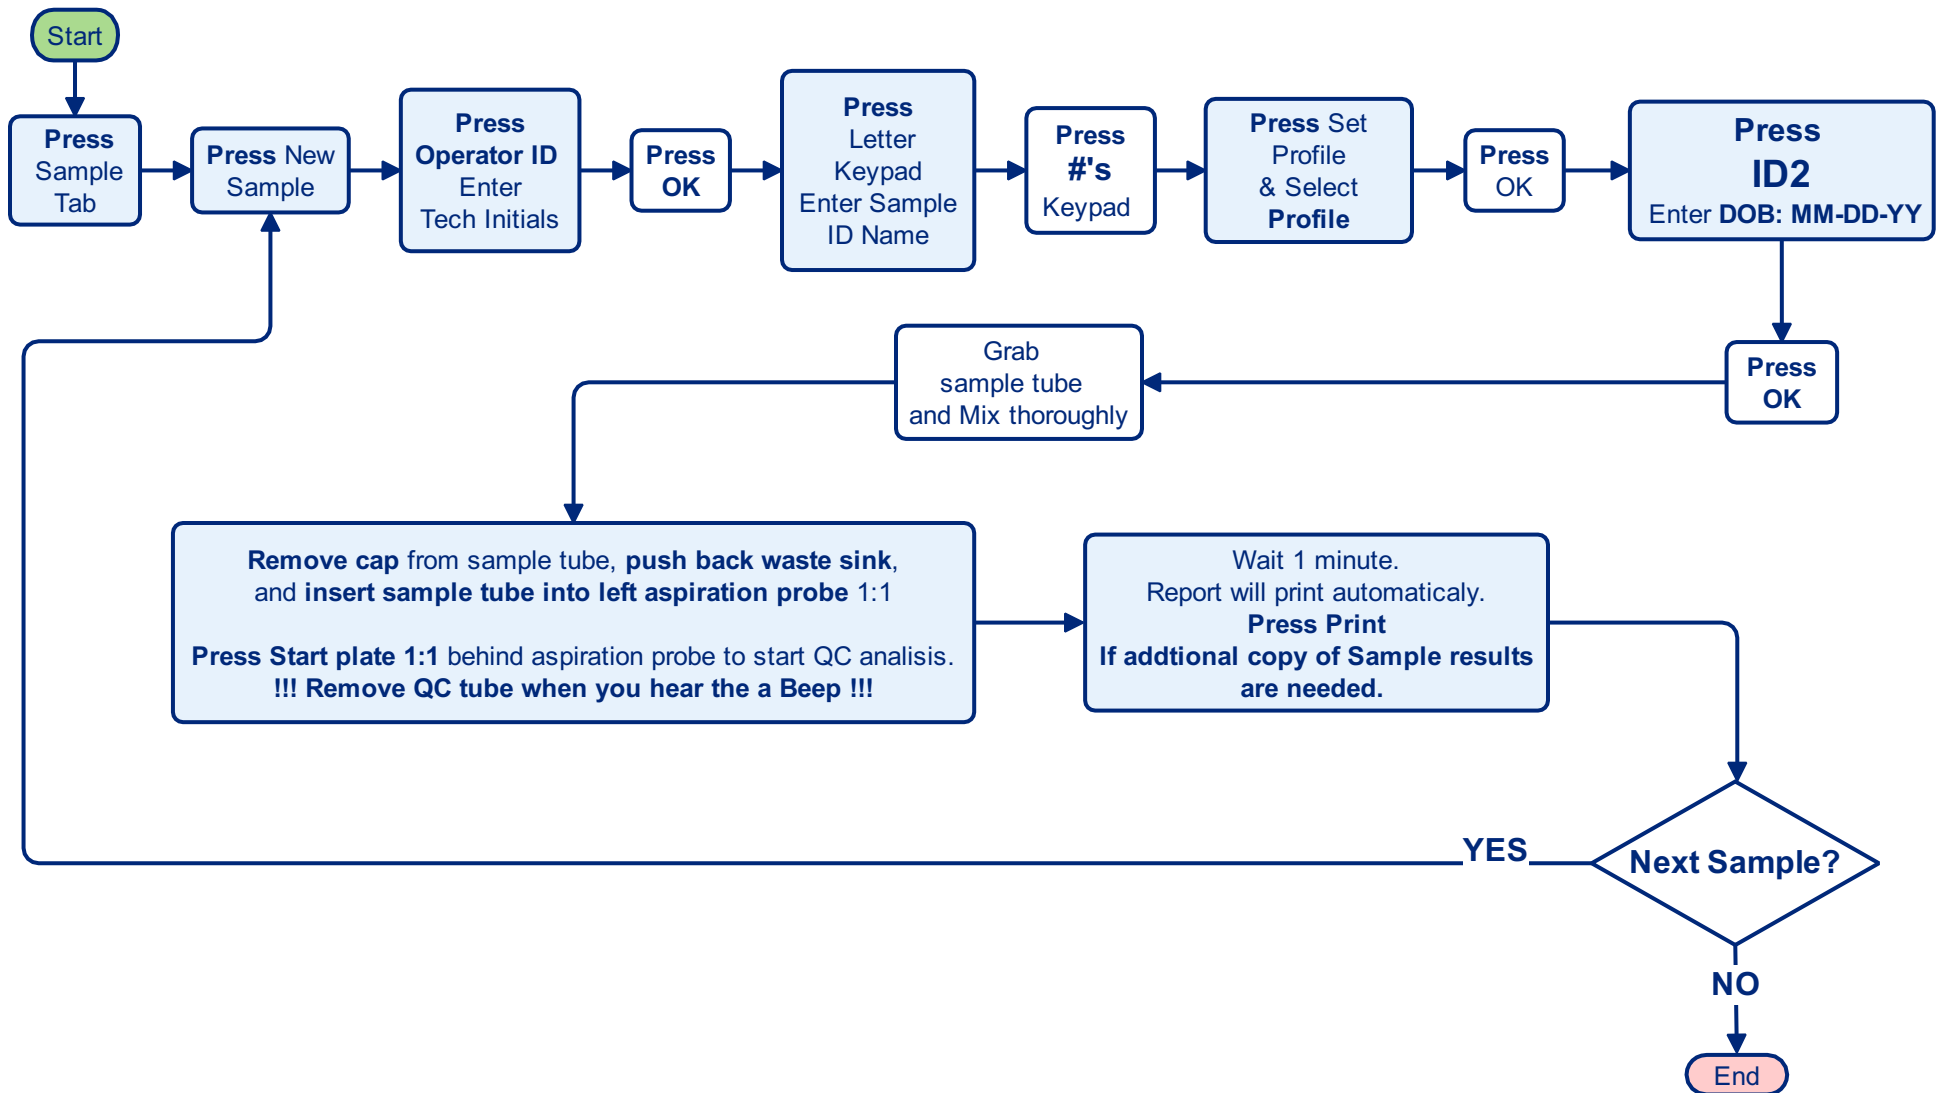 Start
Press
Sample
Tab
Press New
Sample
Press
Operator ID
Enter
Tech Initials
Press
OK
Press
Letter
Keypad
Enter Sample
ID Name
Press
#'s
Keypad
Press Set
Profile
& Select
Profile
Press
OK
Press
ID2
Enter DOB: MM-DD-YY
Press
OK
Grab
sample tube
and Mix thoroughly
Remove cap from sample tube, push back waste sink,
and insert sample tube into left aspiration probe 1:1
Press Start plate 1:1 behind aspiration probe to start QC analisis.
!!! Remove QC tube when you hear the a Beep !!!
Wait 1 minute.
Report will print automaticaly.
Press Print
If addtional copy of Sample results
are needed.
Next Sample?
YES
NO
End